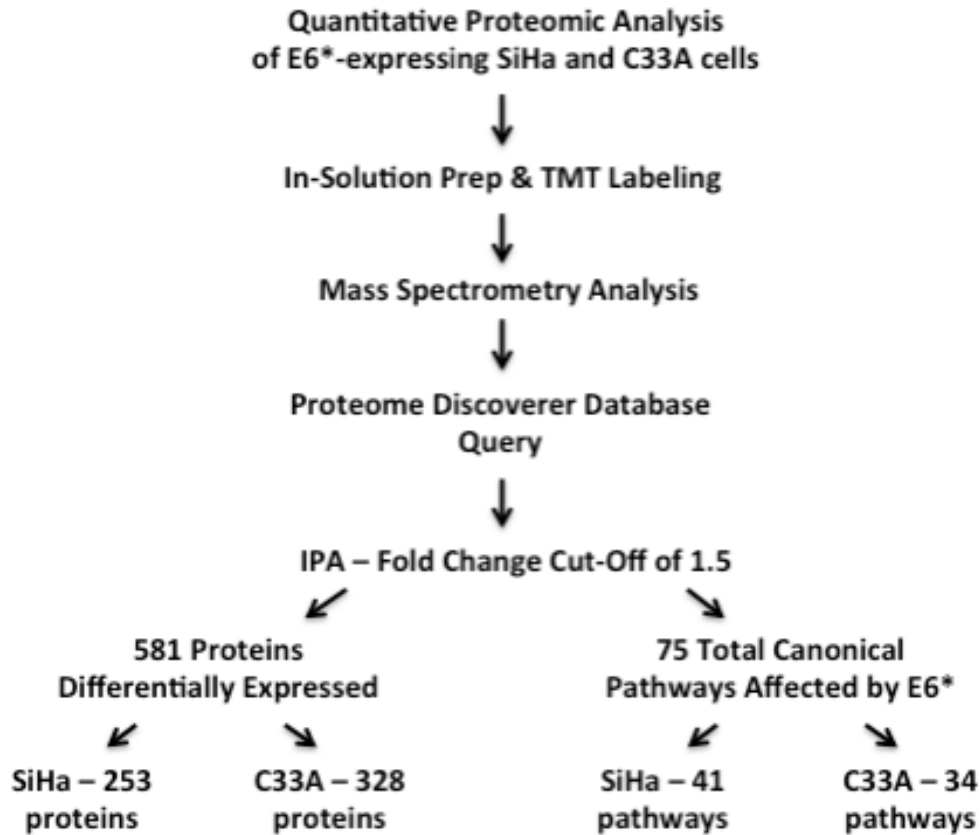 Quantitative Proteomic Analysis
of E6*-expressing SiHa and C33A cells
In-Solution Prep & TMT Labeling
Mass Spectrometry Analysis
Proteome Discoverer Database
Query
IPA – Fold Change Cut-Off of 1.5
581 Proteins
Differentially Expressed
75 Total Canonical
Pathways Affected by E6*
SiHa – 253
proteins
C33A – 328
proteins
SiHa – 41
pathways
C33A – 34
pathways